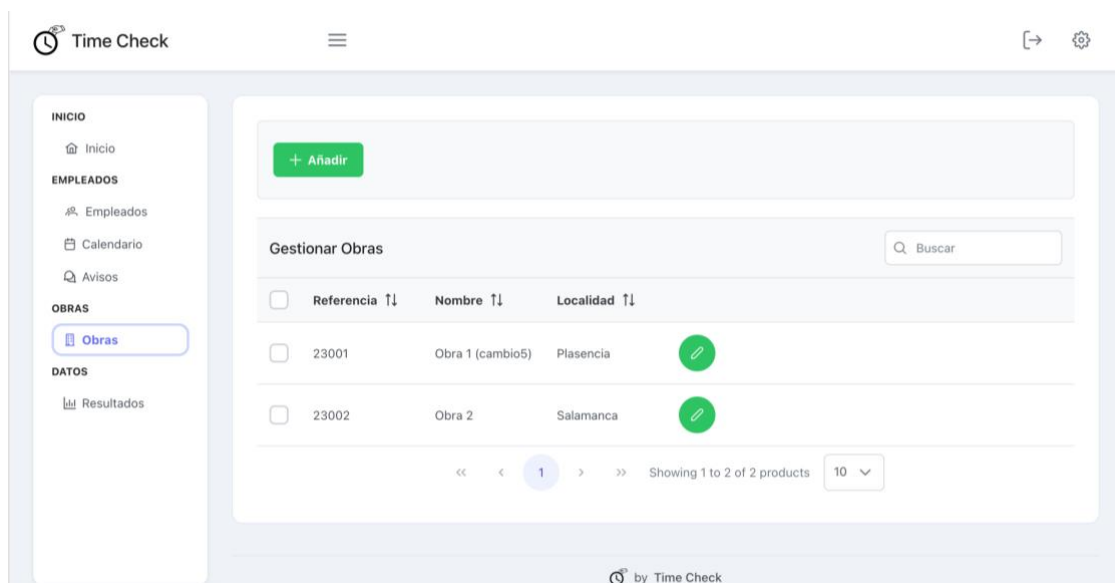 Time Check
INICIO
Inicio
EMPLEADOS
Empleados
Calendario
Avisos
OBRAS
Obras
DATOS
Resultados
+ Añadir
Gestionar Obras
Buscar
Referencia Nombre Localidad
23001 Obra 1 (cambio5) Plasencia
23002 Obra 2 Salamanca
<< < 1 > >> Showing 1 to 2 of 2 products 10
by Time Check